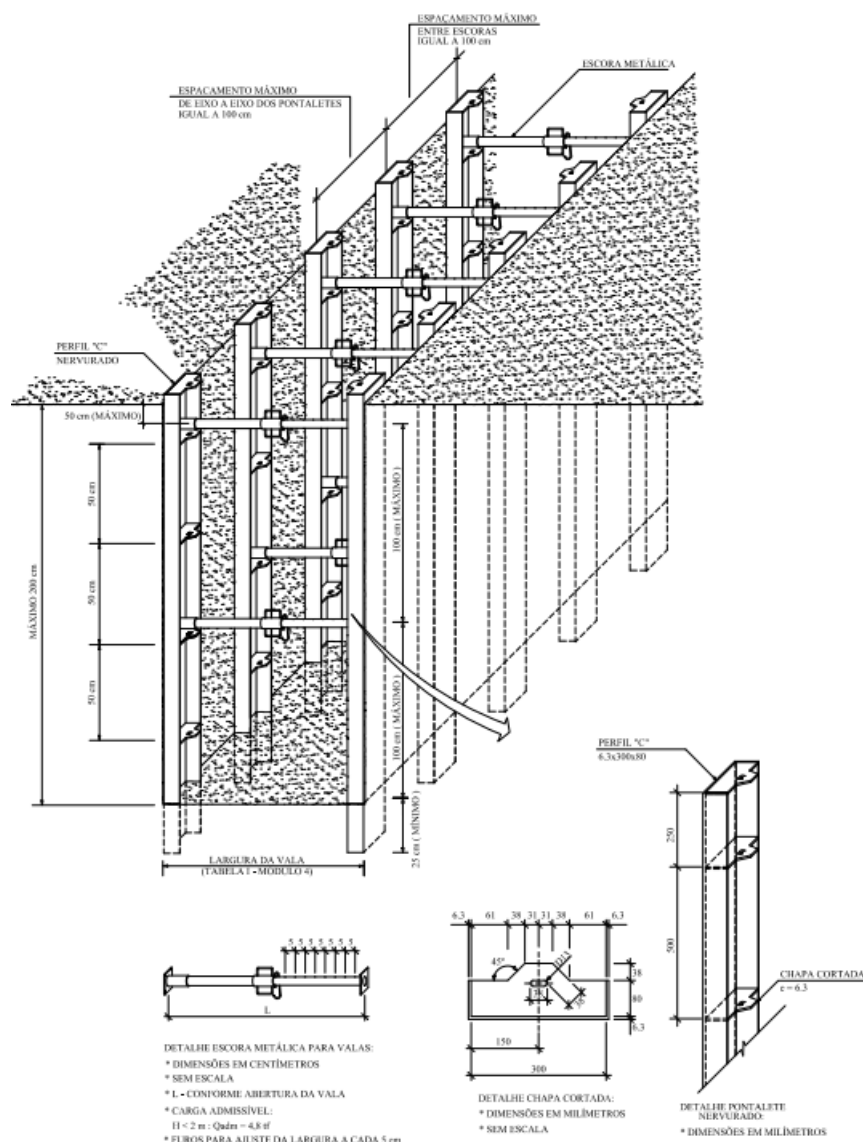 ESPAÇAMENTO MÁXIMO
ENTRE ESCORAS
IGUAL A 100 cm
ESCORA METÁLICA
ESPACAMENTO MÁXIMO
DE EIXO A EIXO DOS PONTALETES
IGUAL A 100 cm
PERFIL "C"
NERVURADO
50 cm (MÁXIMO)
50 cm
50 cm
50 cm
MÁXIMO 200 cm
100 cm ( MÁXIMO )
100 cm ( MÁXIMO )
25 cm ( MÍNIMO )
LARGURA DA VALA
(TABELA I - MODULO 4)
PERFIL "C"
6.3x300x80
250
500
CHAPA CORTADA
e = 6.3
DETALHE PONTALETE
NERVURADO:
* DIMENSÕES EM MILÍMETROS
5 5 5 5 5 5 5
L
DETALHE ESCORA METÁLICA PARA VALAS:
* DIMENSÕES EM CENTÍMETROS
* SEM ESCALA
* L - CONFORME ABERTURA DA VALA
* CARGA ADMISSÍVEL:
H < 2 m : Qadm = 4,8 tf
* FUROS PARA AJUSTE DA LARGURA A CADA 5 cm
6.3 61 38 31 31 38 61 6.3
45°
38
80
6.3
38
150
300
DETALHE CHAPA CORTADA:
* DIMENSÕES EM MILÍMETROS
* SEM ESCALA